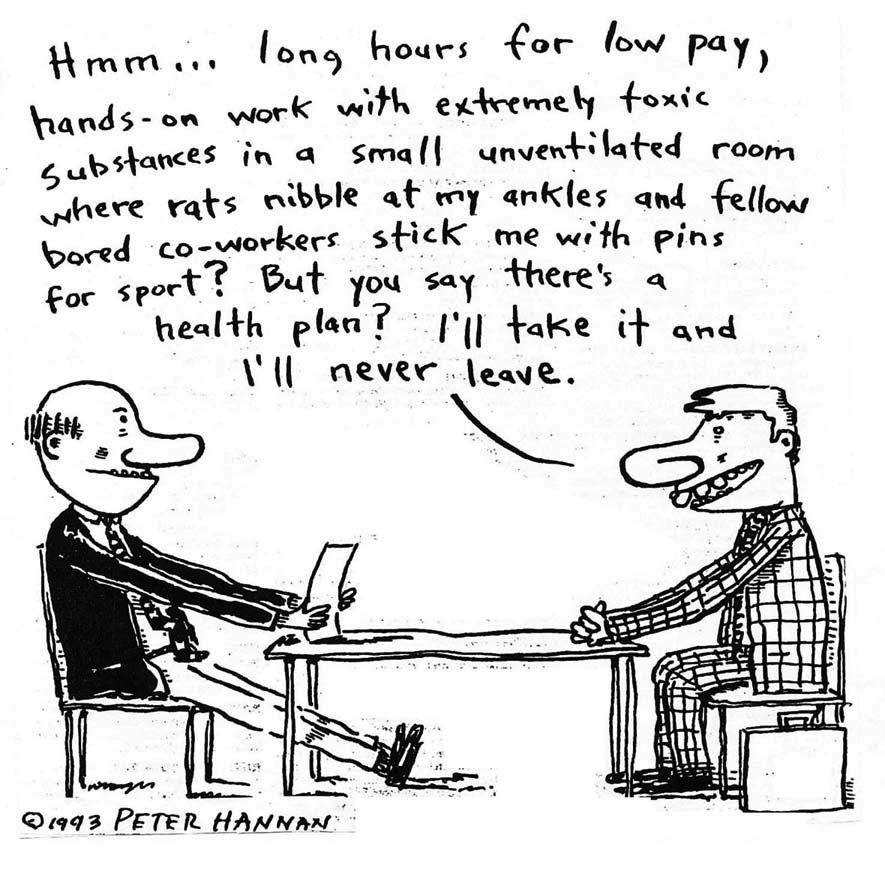 Hmm... long hours for low pay,
hands-on work with extremely toxic
substances in a small unventilated room
where rats nibble at my ankles and fellow
bored co-workers stick me with pins
for sport? But you say there's a
health plan? I'll take it and
I'll never leave.
©1993 PETER HANNAN